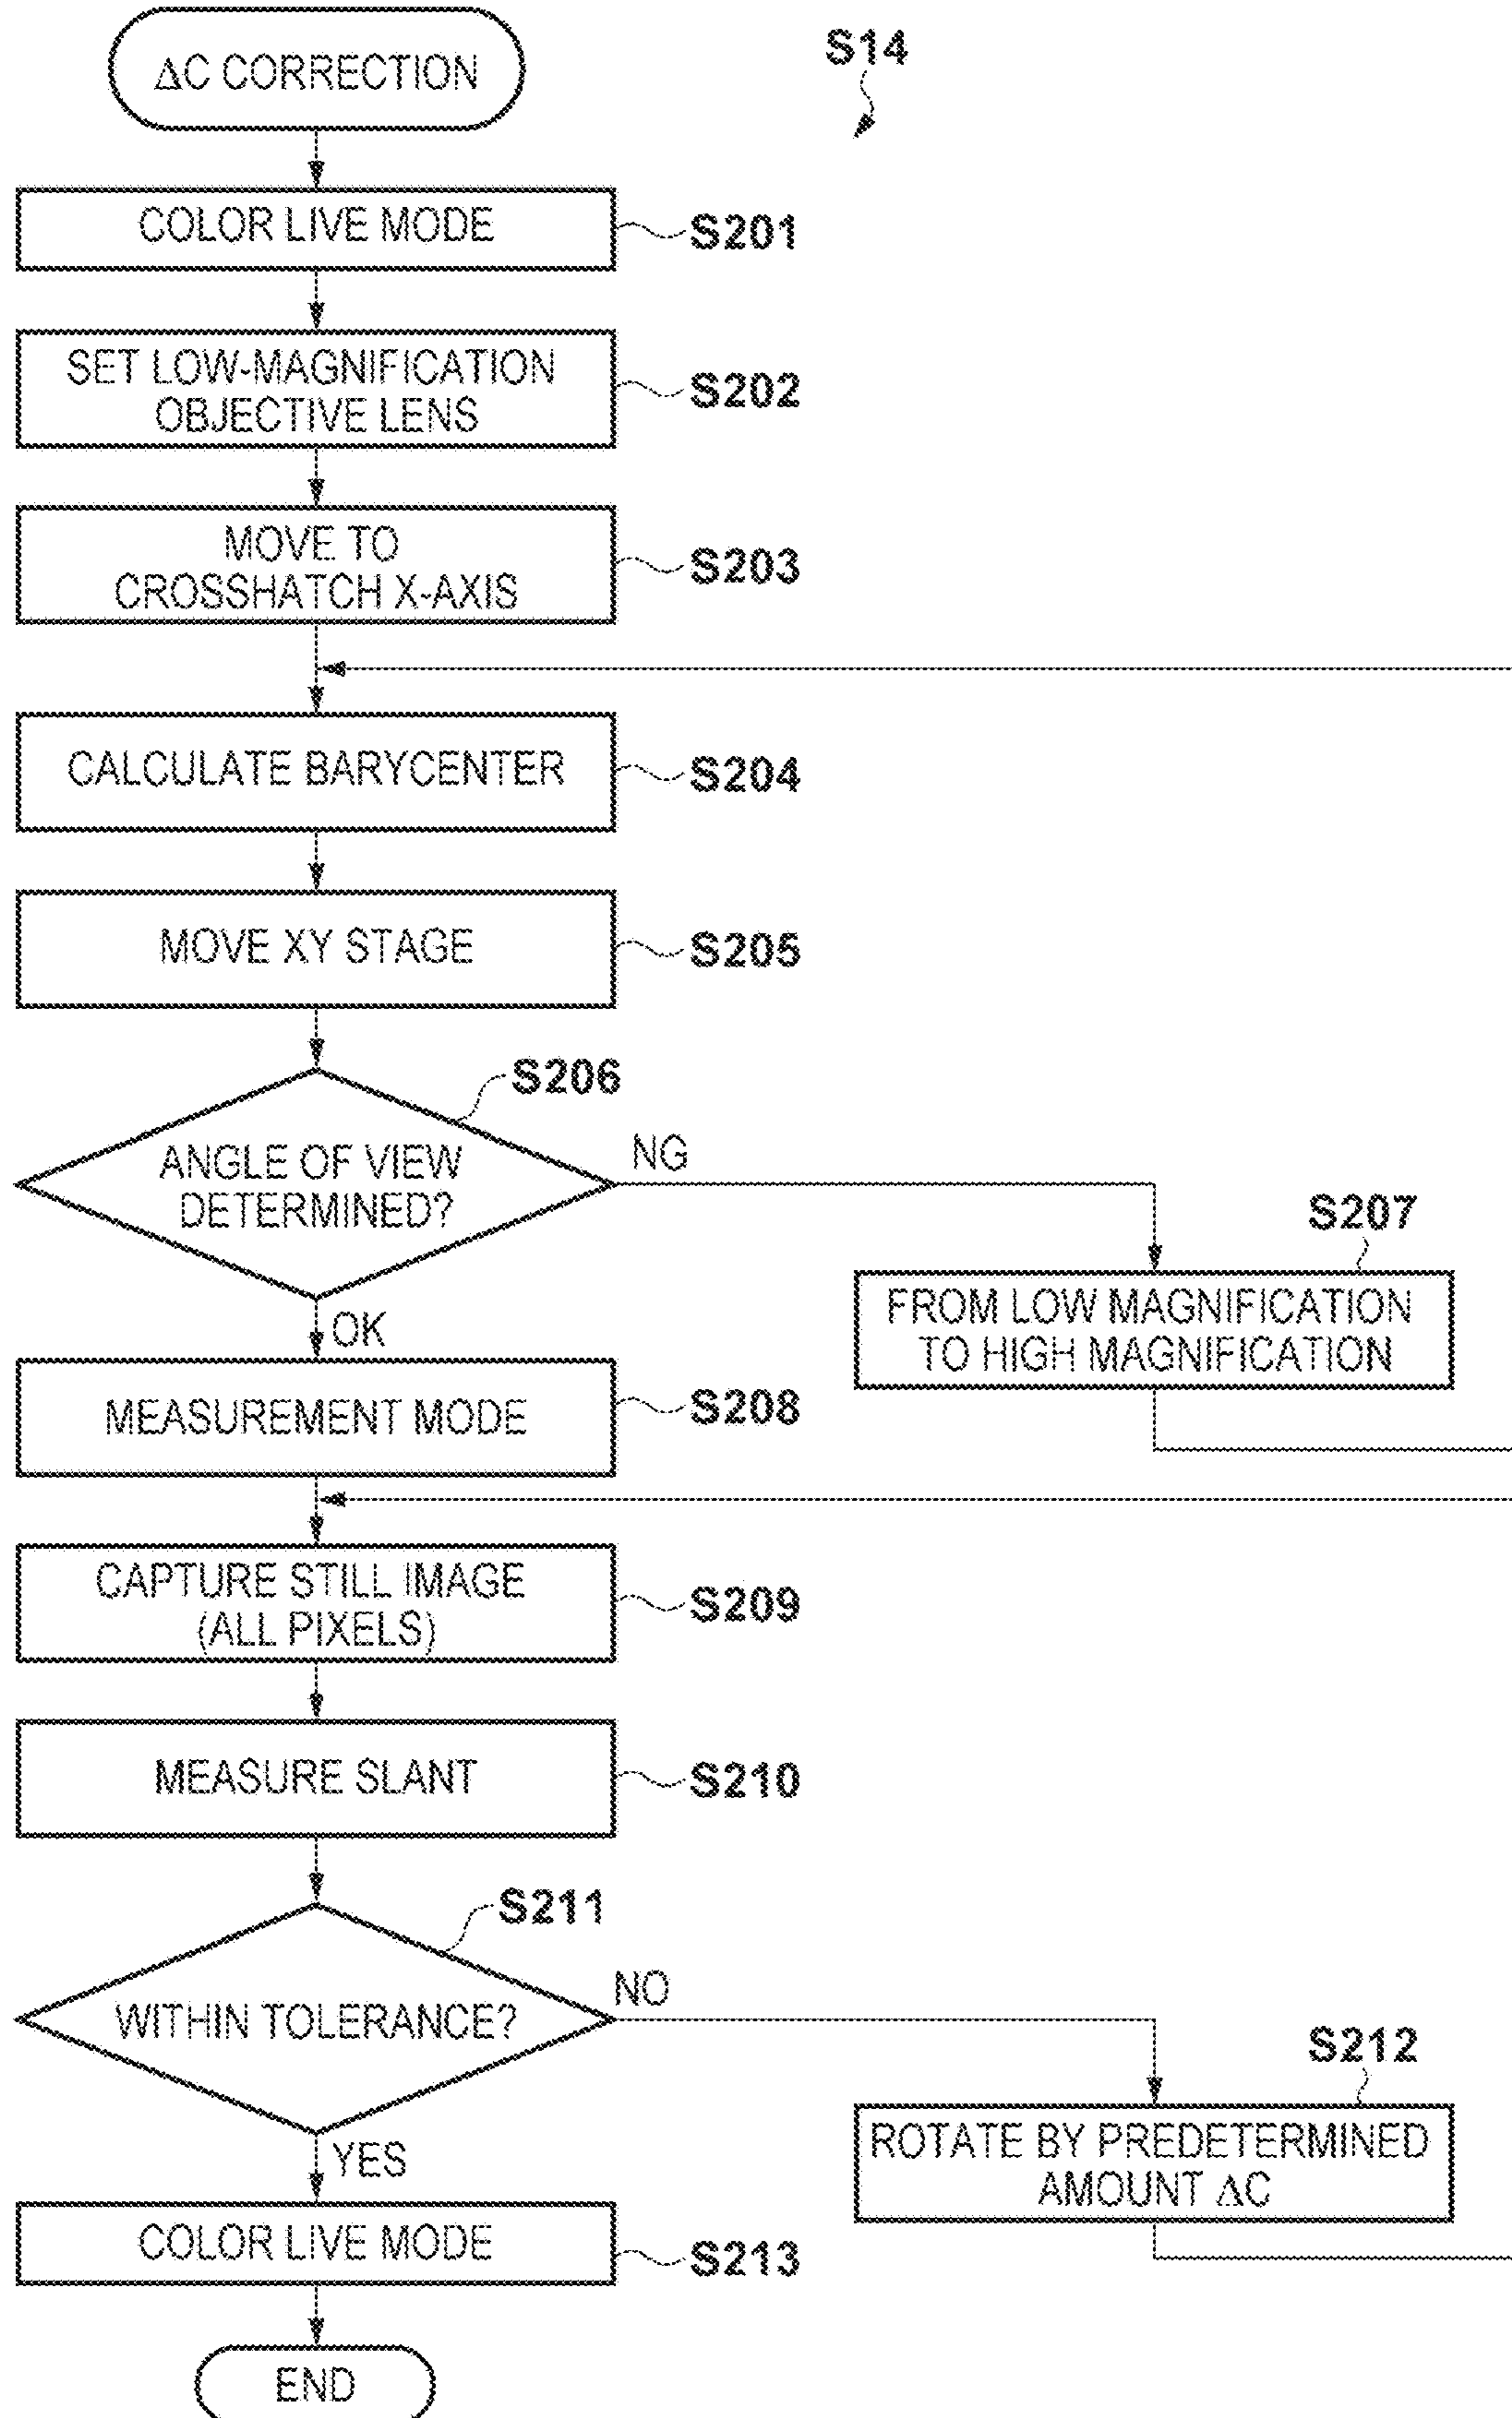 S14
ΔC CORRECTION
COLOR LIVE MODE
S201
SET LOW-MAGNIFICATION
OBJECTIVE LENS
S202
MOVE TO
CROSSHATCH X-AXIS
S203
CALCULATE BARYCENTER
S204
MOVE XY STAGE
S205
S206
ANGLE OF VIEW
DETERMINED?
NG
S207
FROM LOW MAGNIFICATION
TO HIGH MAGNIFICATION
OK
MEASUREMENT MODE
S208
CAPTURE STILL IMAGE
(ALL PIXELS)
S209
MEASURE SLANT
S210
S211
WITHIN TOLERANCE?
NO
S212
ROTATE BY PREDETERMINED
AMOUNT ΔC
YES
COLOR LIVE MODE
S213
END